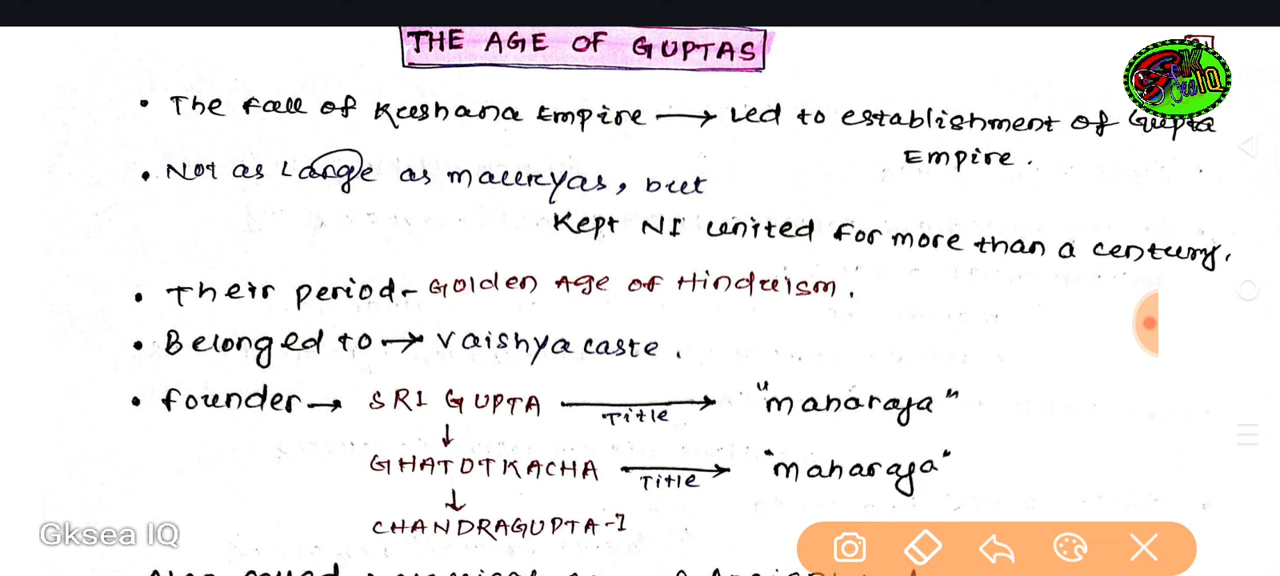 THE AGE OF GUPTAS
• The fall of Kushana Empire → Led to establishment of Gupta
Empire.
• Not as Large as mauryas, but
Kept NI united for more than a century.
• Their period - Golden Age of Hinduism.
• Belonged to → vaishya caste.
• founder → SRI GUPTA → Title "maharaja"
↓
GHATOTKACHA → Title "maharaja"
↓
CHANDRAGUPTA-I
Gksea IQ